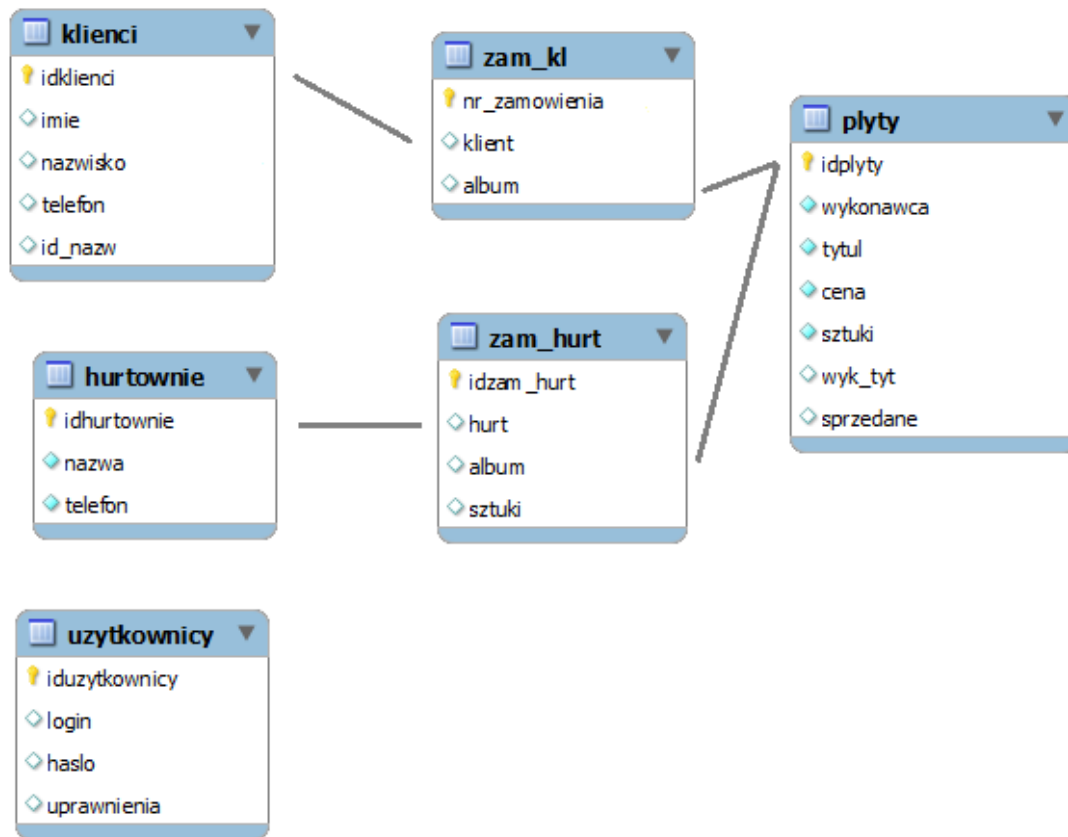 klienci
idklienci
imie
nazwisko
telefon
id_nazw
zam_kl
nr_zamowienia
klient
album
plyty
idplyty
wykonawca
tytul
cena
sztuki
wyk_tyt
sprzedane
hurtownie
idhurtownie
nazwa
telefon
zam_hurt
idzam_hurt
hurt
album
sztuki
uzytkownicy
iduzytkownicy
login
haslo
uprawnienia